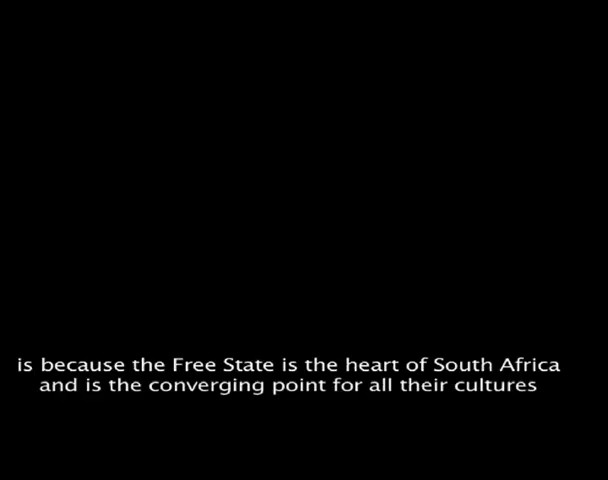 is because the Free State is the heart of South Africa
and is the converging point for all their cultures